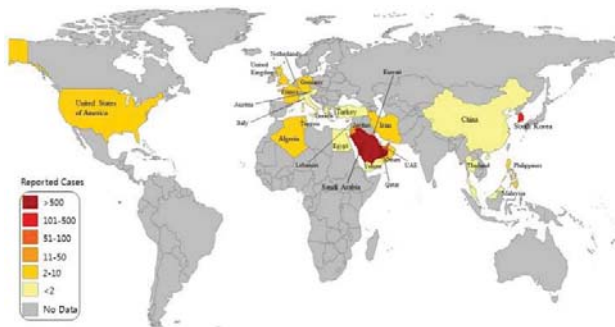 Netherlands
Kuwait
United
Kingdom
Germany
France
Austria
Italy
Greece
Turkey
Tunisia
Jordan
Iran
United States
of America
Algeria
Egypt
Lebanon
Yemen
Oman
UAE
Qatar
Saudi Arabia
China
South Korea
Thailand
Philippines
Malaysia
Reported Cases
>500
101-500
51-100
11-50
2-10
<2
No Data